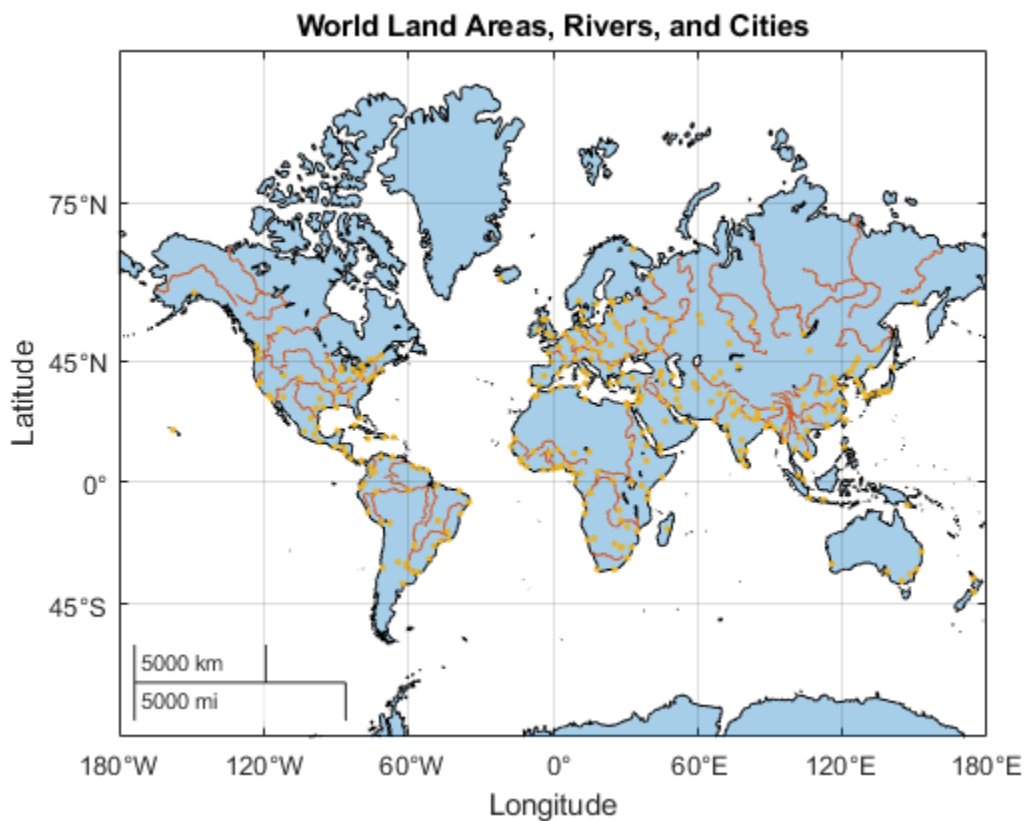 World Land Areas, Rivers, and Cities
75°N
45°N
0°
45°S
Latitude
5000 km
5000 mi
180°W
120°W
60°W
0°
60°E
120°E
180°E
Longitude